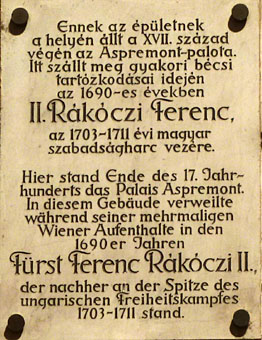 Ennek az épületnek
a helyén állt a XVII. század
végén az Aspremont-palota.
Itt szállt meg gyakori bécsi
tartózkodásai idején
az 1690-es években
II. Rákóczi Ferenc,
az 1703-1711 évi magyar
szabadságharc vezére.
Hier stand Ende des 17. Jahr-
hunderts das Palais Aspremont.
In diesem Gebäude verweilte
während seiner mehrmaligen
Wiener Aufenthalte in den
1690er Jahren
Fürst Ferenc Rákóczi II.,
der nachher an der Spitze des
ungarischen Freiheitskampfes
1703-1711 stand.